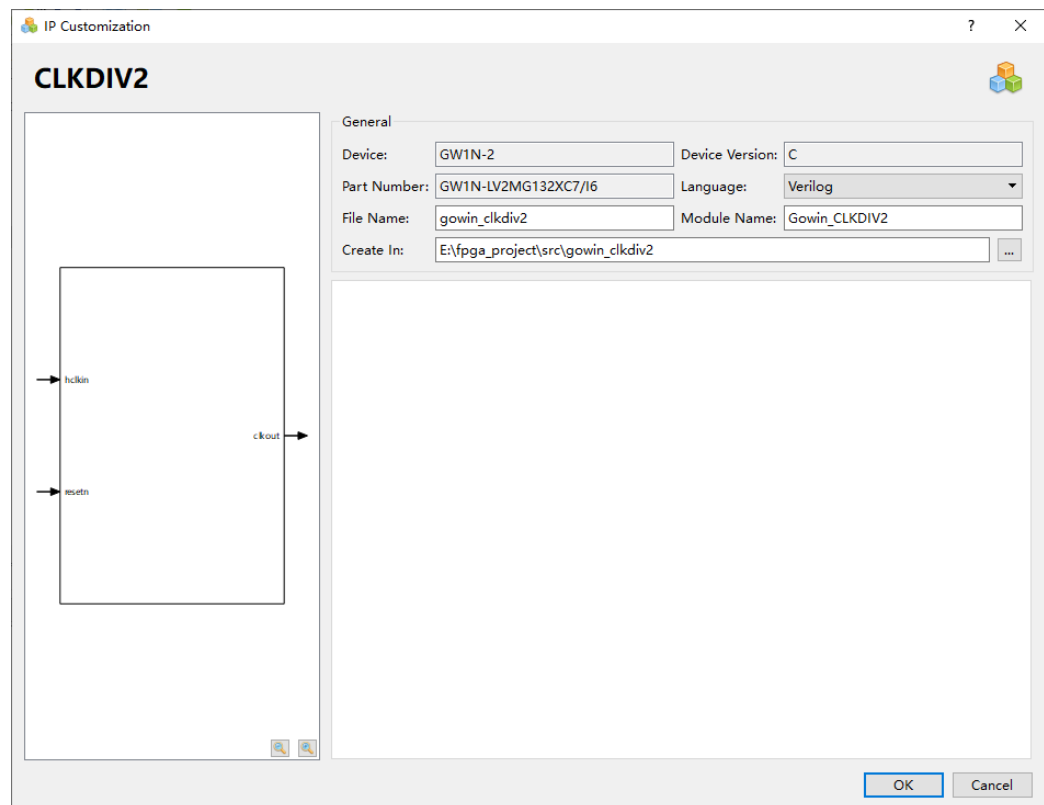 IP Customization ? ×
CLKDIV2
General
Device: GW1N-2 Device Version: C
Part Number: GW1N-LV2MG132XC7/I6 Language: Verilog
File Name: gowin_clkdiv2 Module Name: Gowin_CLKDIV2
Create In: E:\fpga_project\src\gowin_clkdiv2 ...
hclkin
clkout
resetn
OK Cancel